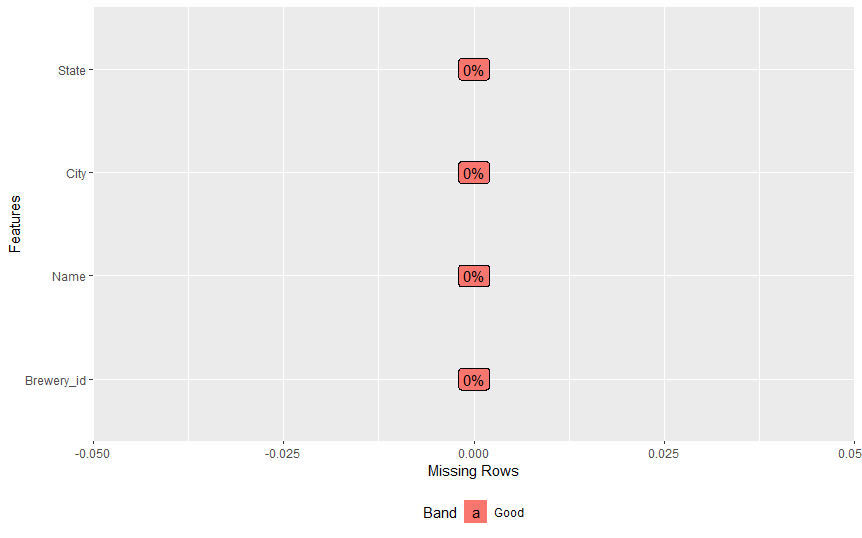 Features
State
0%
City
0%
Name
0%
Brewery_id
0%
-0.050
-0.025
0.000
0.025
0.05
Missing Rows
Band
a
Good